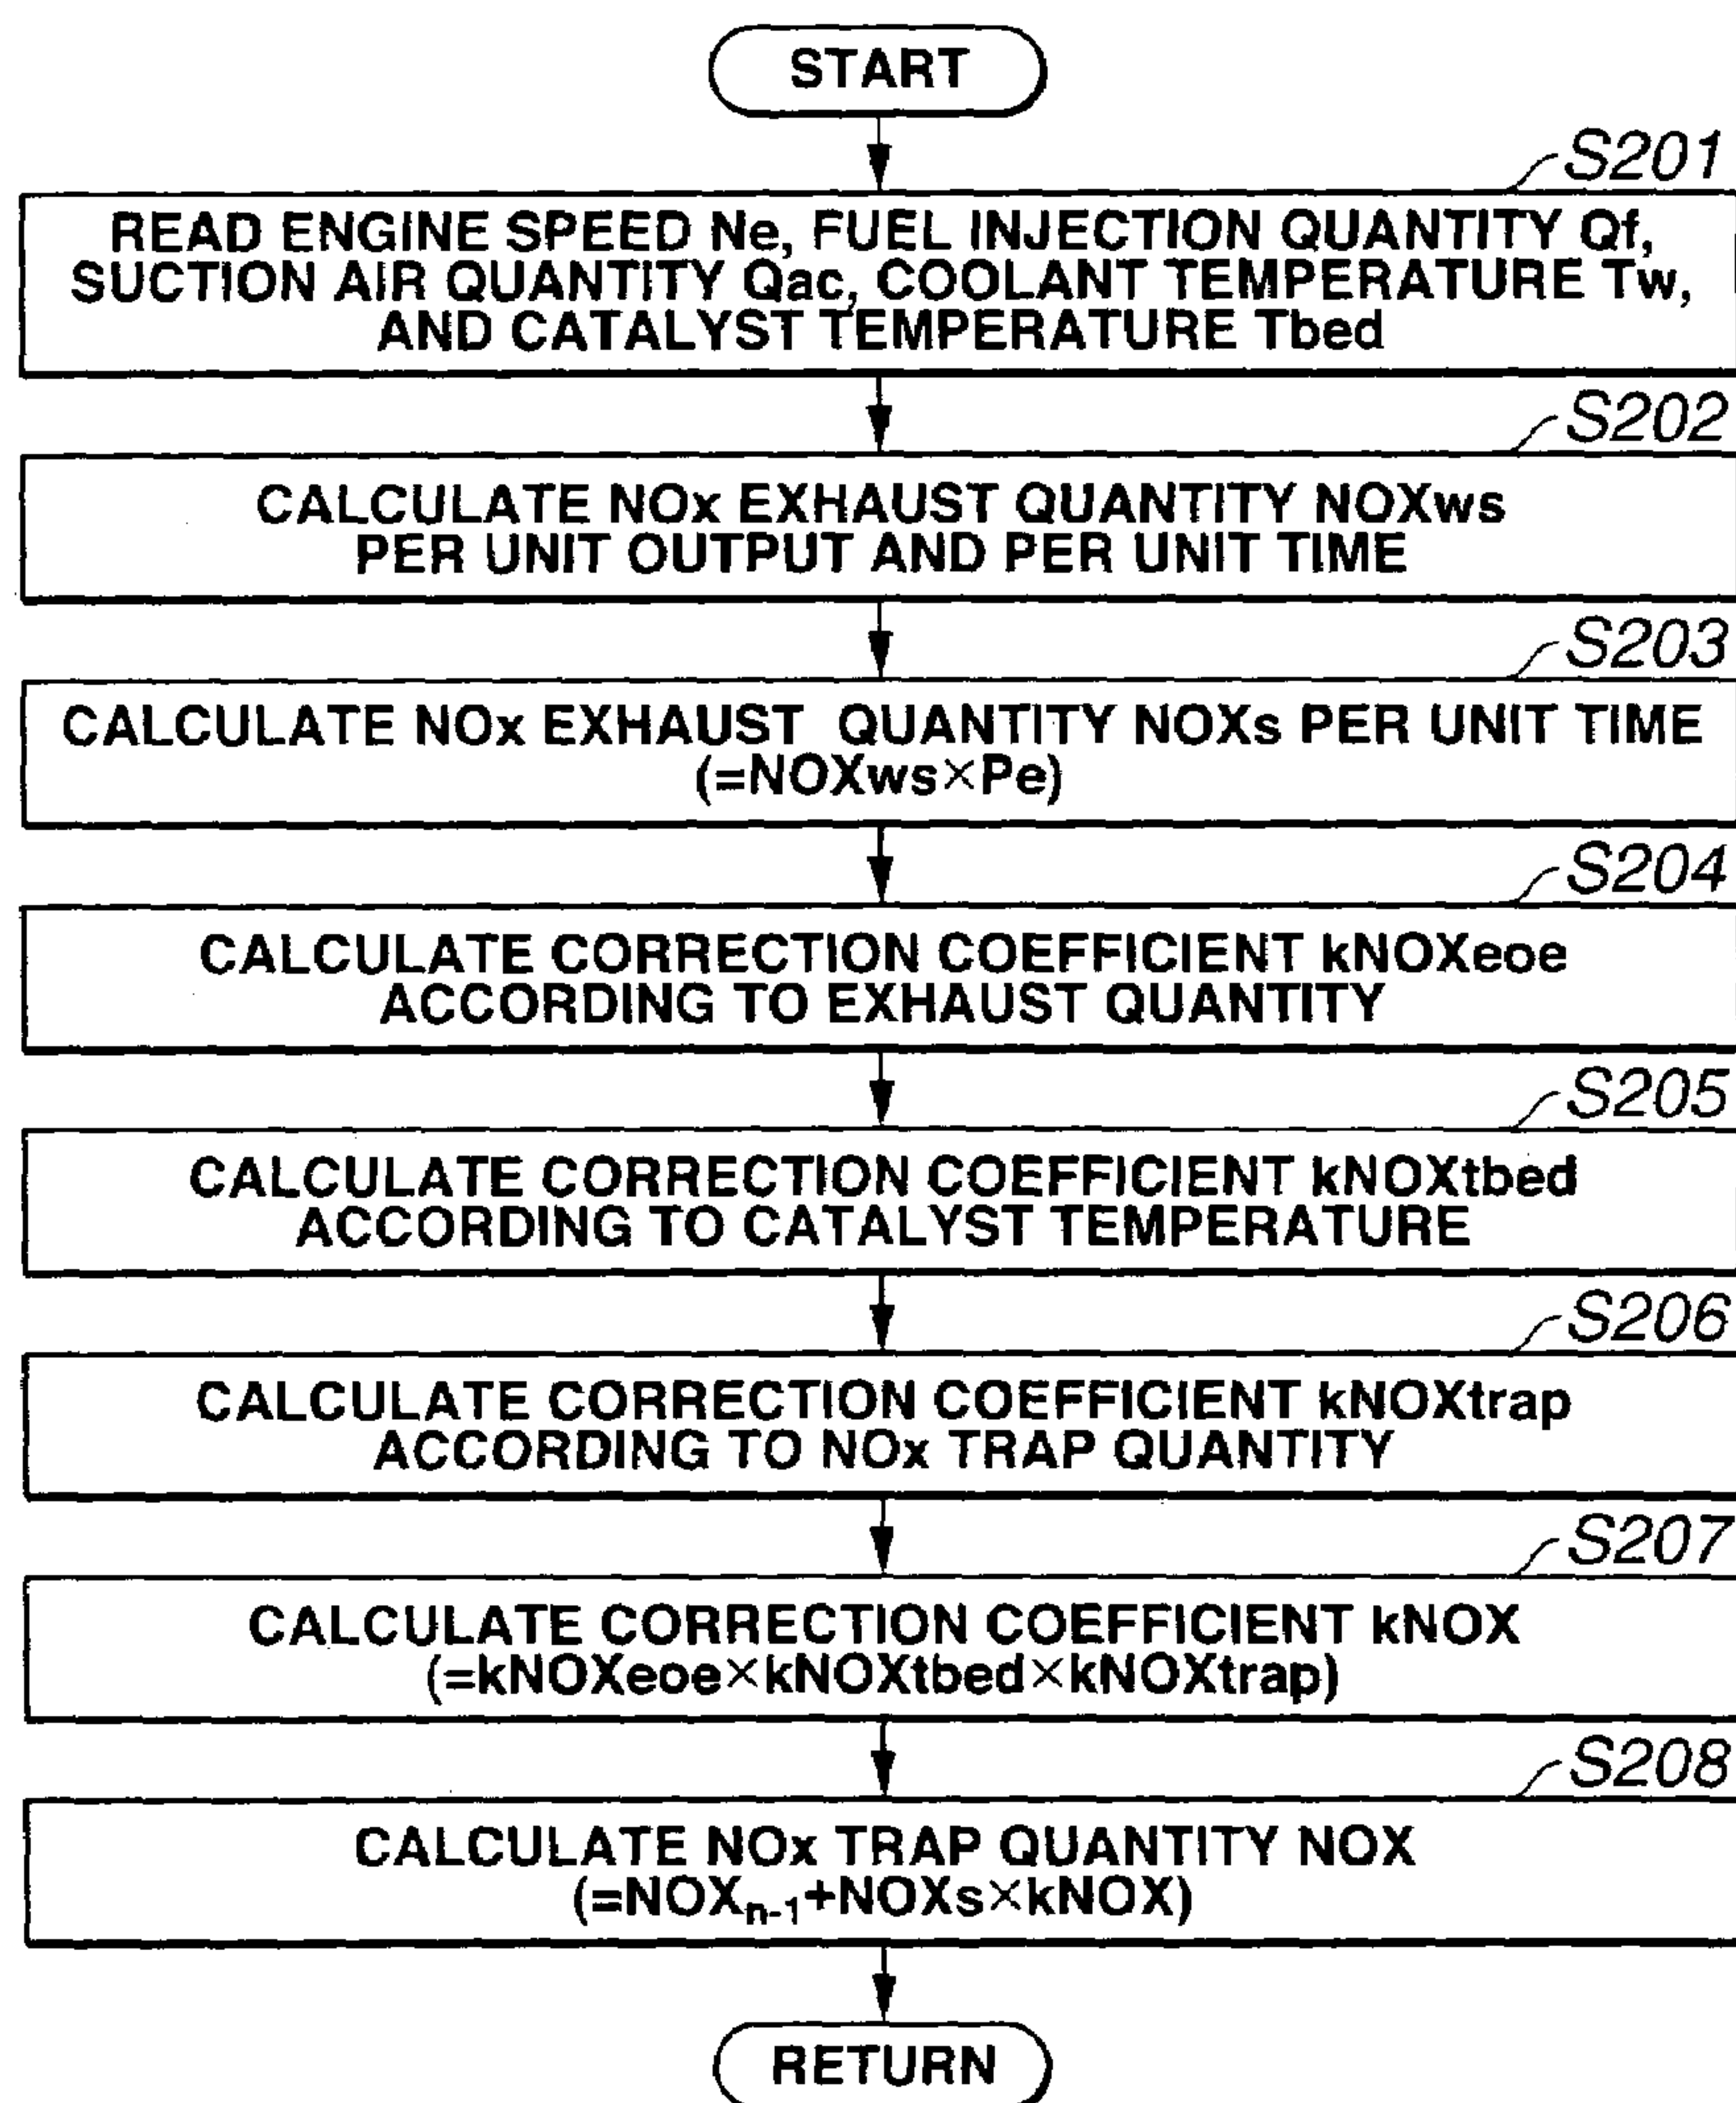 START
S201
READ ENGINE SPEED Ne, FUEL INJECTION QUANTITY Qf,
SUCTION AIR QUANTITY Qac, COOLANT TEMPERATURE Tw,
AND CATALYST TEMPERATURE Tbed
S202
CALCULATE NOx EXHAUST QUANTITY NOXws
PER UNIT OUTPUT AND PER UNIT TIME
S203
CALCULATE NOx EXHAUST QUANTITY NOXs PER UNIT TIME
(=NOXws×Pe)
S204
CALCULATE CORRECTION COEFFICIENT kNOXeoe
ACCORDING TO EXHAUST QUANTITY
S205
CALCULATE CORRECTION COEFFICIENT kNOXtbed
ACCORDING TO CATALYST TEMPERATURE
S206
CALCULATE CORRECTION COEFFICIENT kNOXtrap
ACCORDING TO NOx TRAP QUANTITY
S207
CALCULATE CORRECTION COEFFICIENT kNOX
(=kNOXeoe×kNOXtbed×kNOXtrap)
S208
CALCULATE NOx TRAP QUANTITY NOX
(=NOXn-1+NOXs×kNOX)
RETURN